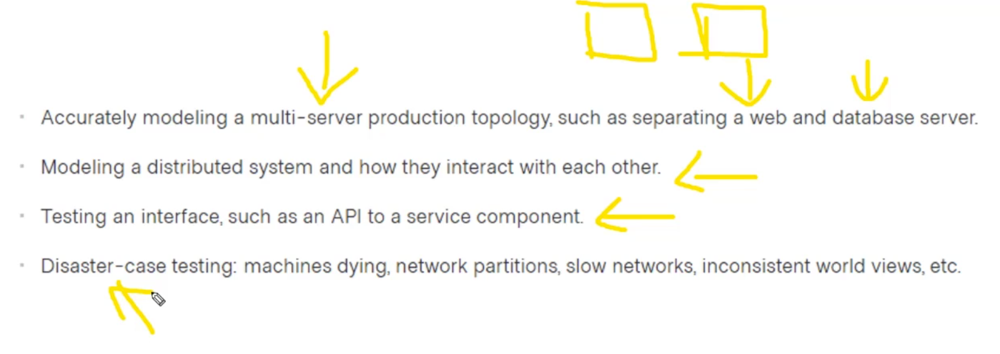 Accurately modeling a multi-server production topology, such as separating a web and database server.
Modeling a distributed system and how they interact with each other.
Testing an interface, such as an API to a service component.
Disaster-case testing: machines dying, network partitions, slow networks, inconsistent world views, etc.